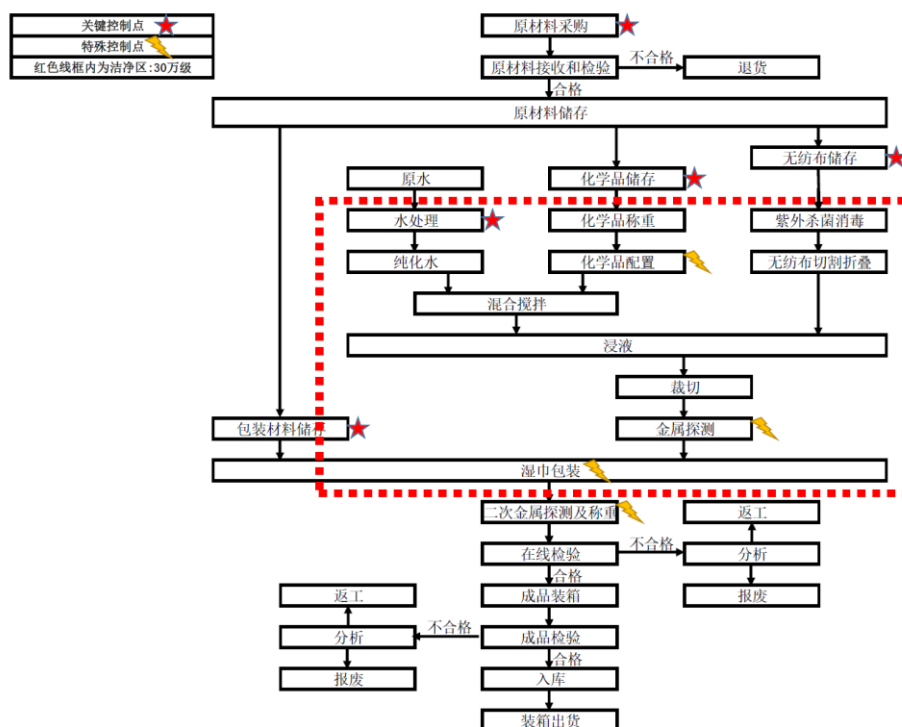 关键控制点
特殊控制点
红色线框内为洁净区:30万级
原材料采购
原材料接收和检验
不合格
退货
合格
原材料储存
无纺布储存
原水
化学品储存
水处理
化学品称重
紫外杀菌消毒
纯化水
化学品配置
无纺布切割折叠
混合搅拌
浸液
裁切
包装材料储存
金属探测
湿巾包装
二次金属探测及称重
返工
在线检验
不合格
分析
合格
返工
成品装箱
报废
分析
不合格
成品检验
合格
报废
入库
装箱出货